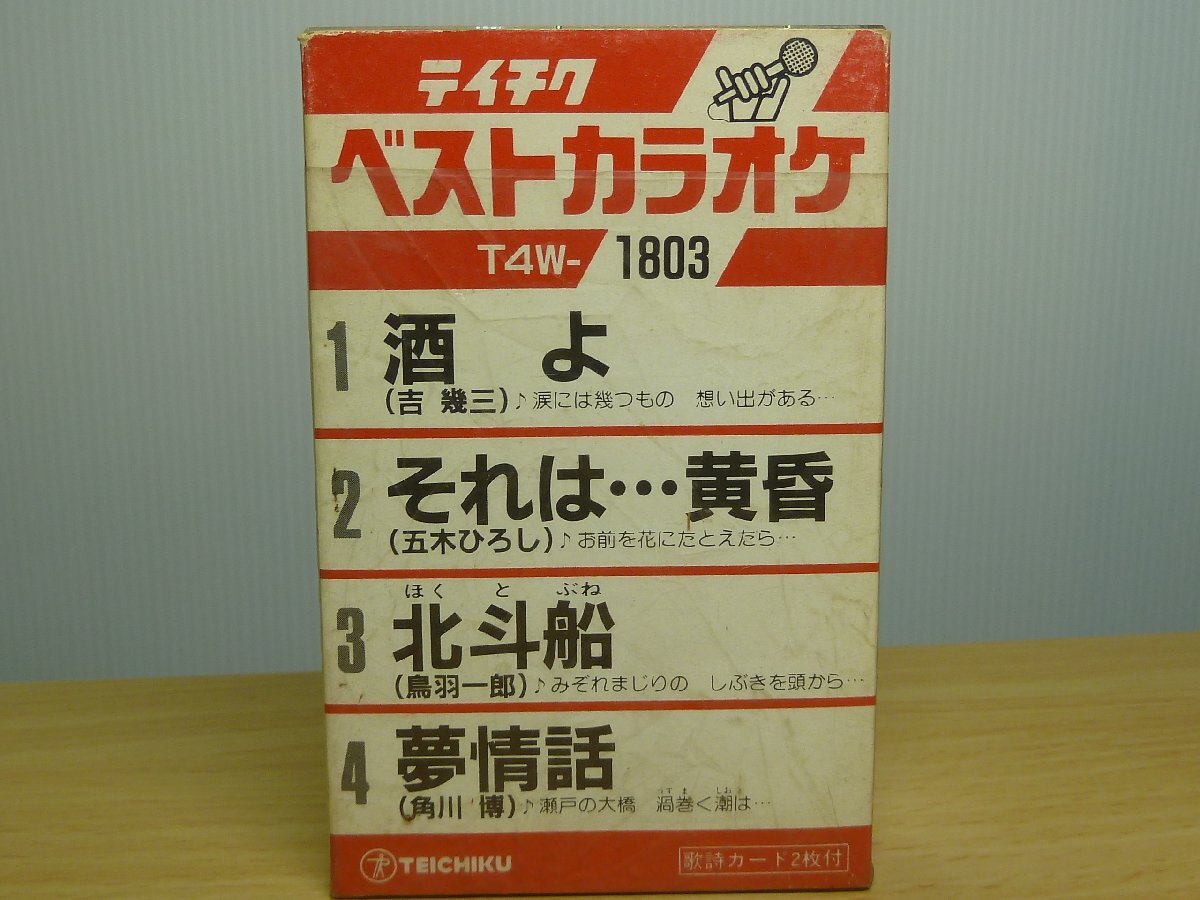 テイチク
ベストカラオケ
T4W-1803
1 酒よ
(吉 幾三)♪涙には幾つもの 想い出がある…
2 それは…黄昏
(五木ひろし)♪お前を花にたとえたら…
ほくとぶね
3 北斗船
(鳥羽一郎)♪みぞれまじりの しぶきを頭から…
4 夢情話
うずま しお
(角川 博)♪瀬戸の大橋 渦巻く潮は…
TEICHIKU
歌詩カード2枚付